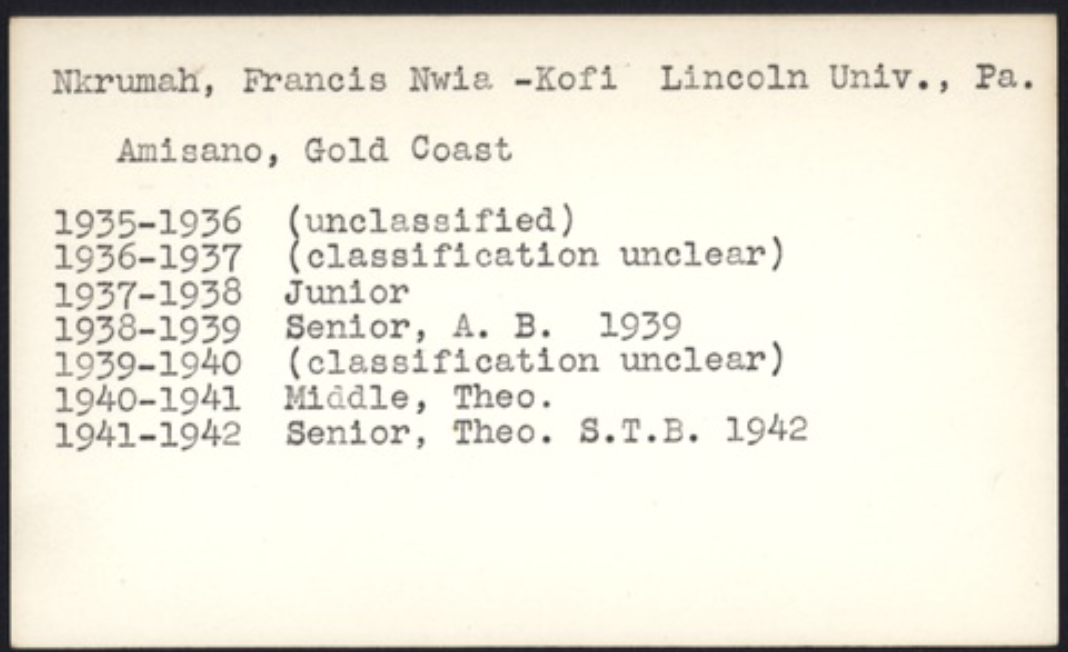 Nkrumah, Francis Nwia -Kofi Lincoln Univ., Pa.
Amisano, Gold Coast
1935-1936 (unclassified)
1936-1937 (classification unclear)
1937-1938 Junior
1938-1939 Senior, A. B. 1939
1939-1940 (classification unclear)
1940-1941 Middle, Theo.
1941-1942 Senior, Theo. S.T.B. 1942